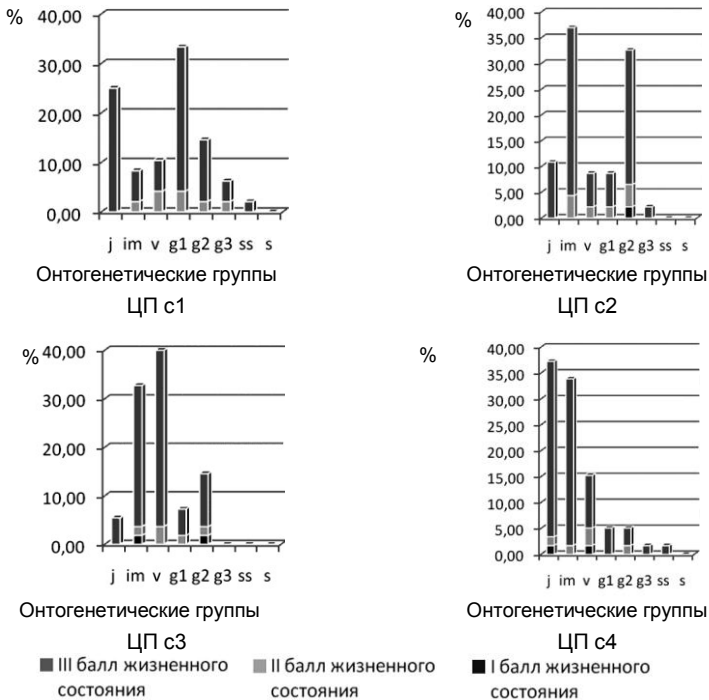 %
40,00
30,00
20,00
10,00
0,00
j im v g1 g2 g3 ss s
Онтогенетические группы
ЦП с1
%
40,00
35,00
30,00
25,00
20,00
15,00
10,00
5,00
0,00
j im v g1 g2 g3 ss s
Онтогенетические группы
ЦП с2
%
40,00
30,00
20,00
10,00
0,00
j im v g1 g2 g3 ss s
Онтогенетические группы
ЦП с3
%
40,00
35,00
30,00
25,00
20,00
15,00
10,00
5,00
0,00
j im v g1 g2 g3 ss s
Онтогенетические группы
ЦП с4
III балл жизненного
состояния
II балл жизненного
состояния
I балл жизненного
состояния